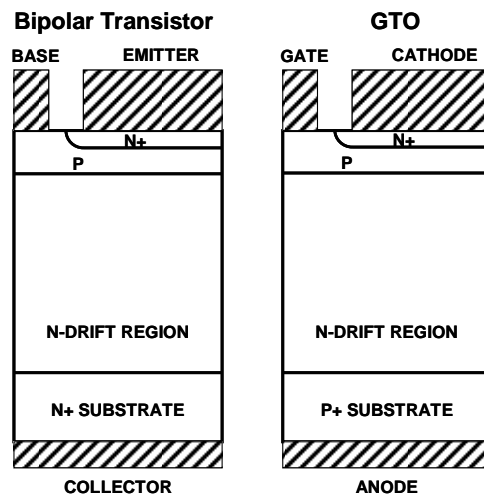 Bipolar Transistor
BASE EMITTER
N+
P
N-DRIFT REGION
N+ SUBSTRATE
COLLECTOR
GTO
GATE CATHODE
N+
P
N-DRIFT REGION
P+ SUBSTRATE
ANODE